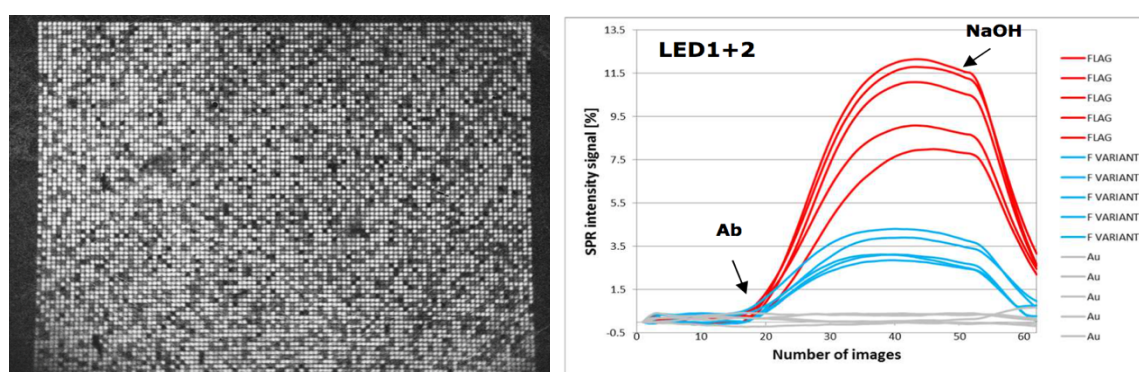 LED1+2
NaOH
Ab
SPR intensity signal [%]
13.5
11.5
9.5
7.5
5.5
3.5
1.5
-0.5
0
10
20
30
40
50
60
Number of images
FLAG
FLAG
FLAG
FLAG
FLAG
F VARIANT
F VARIANT
F VARIANT
F VARIANT
F VARIANT
Au
Au
Au
Au
Au